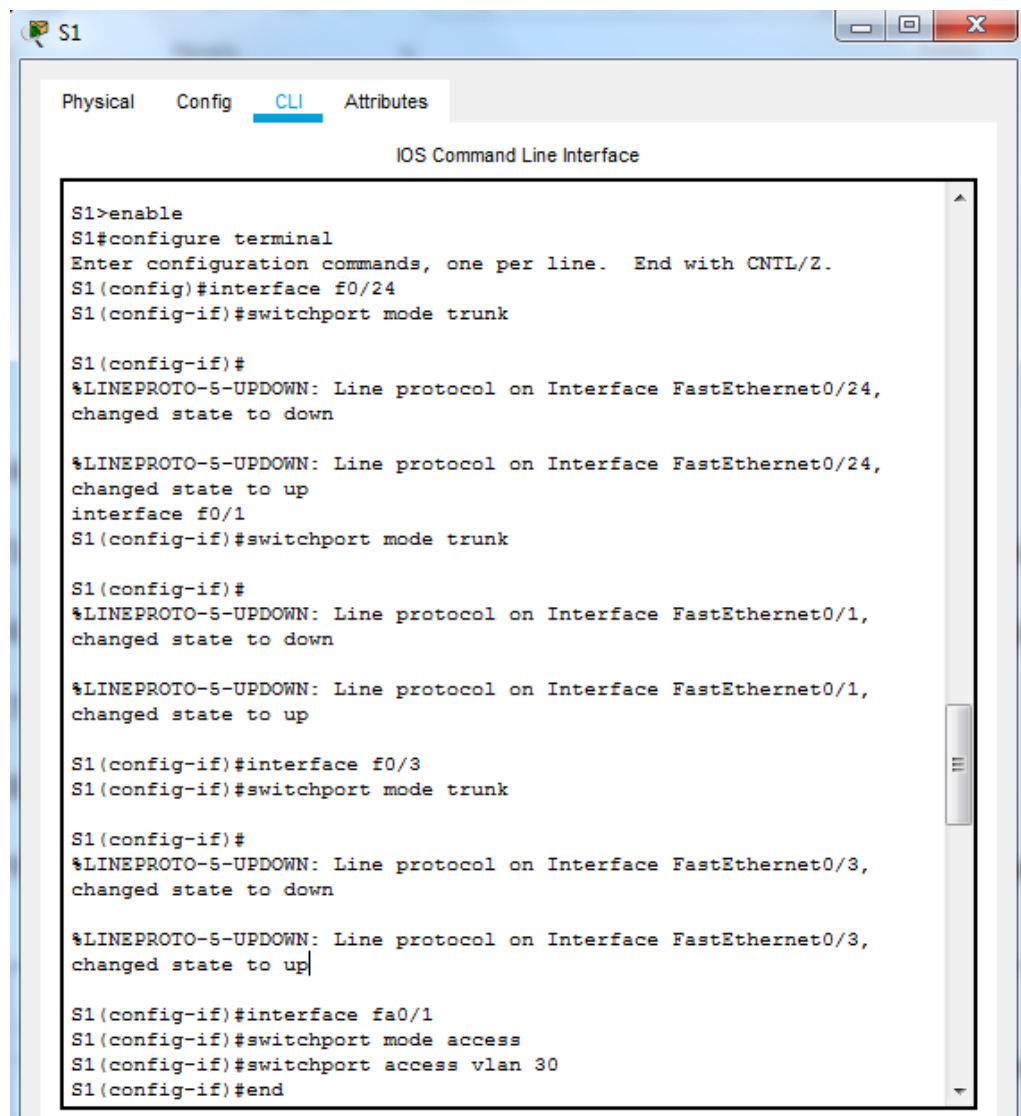 S1
Physical Config CLI Attributes
IOS Command Line Interface
S1>enable
S1#configure terminal
Enter configuration commands, one per line.  End with CNTL/Z.
S1(config)#interface f0/24
S1(config-if)#switchport mode trunk
S1(config-if)#
%LINEPROTO-5-UPDOWN: Line protocol on Interface FastEthernet0/24,
changed state to down
%LINEPROTO-5-UPDOWN: Line protocol on Interface FastEthernet0/24,
changed state to up
interface f0/1
S1(config-if)#switchport mode trunk
S1(config-if)#
%LINEPROTO-5-UPDOWN: Line protocol on Interface FastEthernet0/1,
changed state to down
%LINEPROTO-5-UPDOWN: Line protocol on Interface FastEthernet0/1,
changed state to up
S1(config-if)#interface f0/3
S1(config-if)#switchport mode trunk
S1(config-if)#
%LINEPROTO-5-UPDOWN: Line protocol on Interface FastEthernet0/3,
changed state to down
%LINEPROTO-5-UPDOWN: Line protocol on Interface FastEthernet0/3,
changed state to up
S1(config-if)#interface fa0/1
S1(config-if)#switchport mode access
S1(config-if)#switchport access vlan 30
S1(config-if)#end